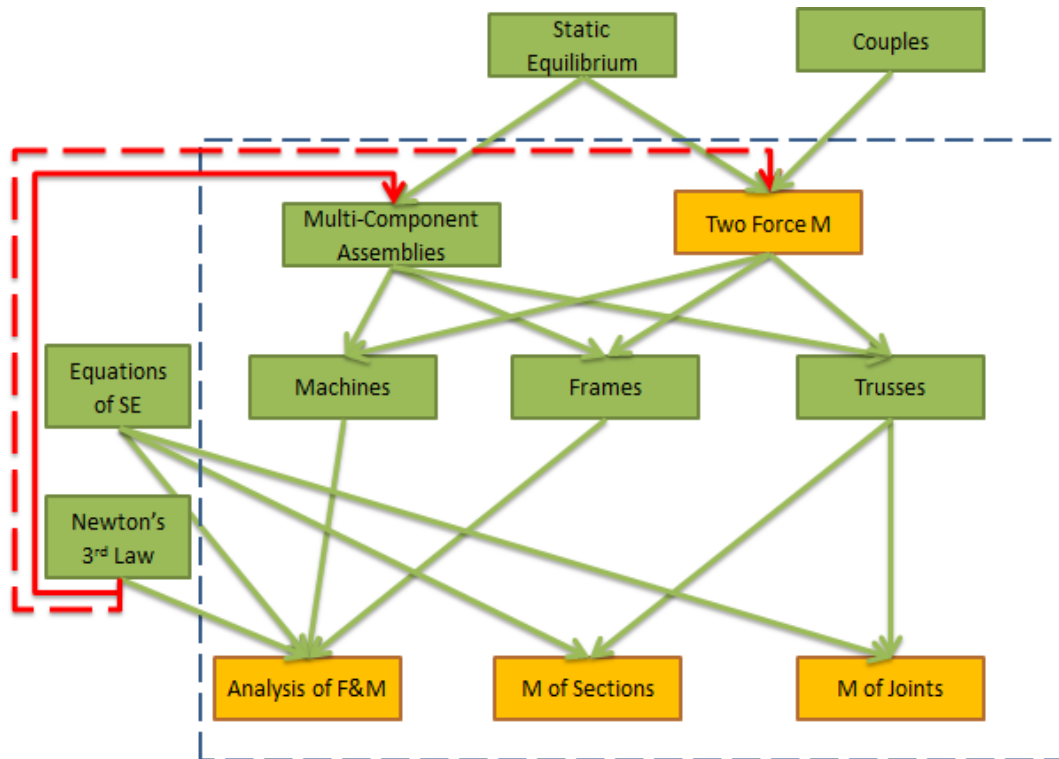 Static
Equilibrium
Couples
Multi-Component
Assemblies
Two Force M
Equations
of SE
Machines
Frames
Trusses
Newton's
3rd Law
Analysis of F&M
M of Sections
M of Joints